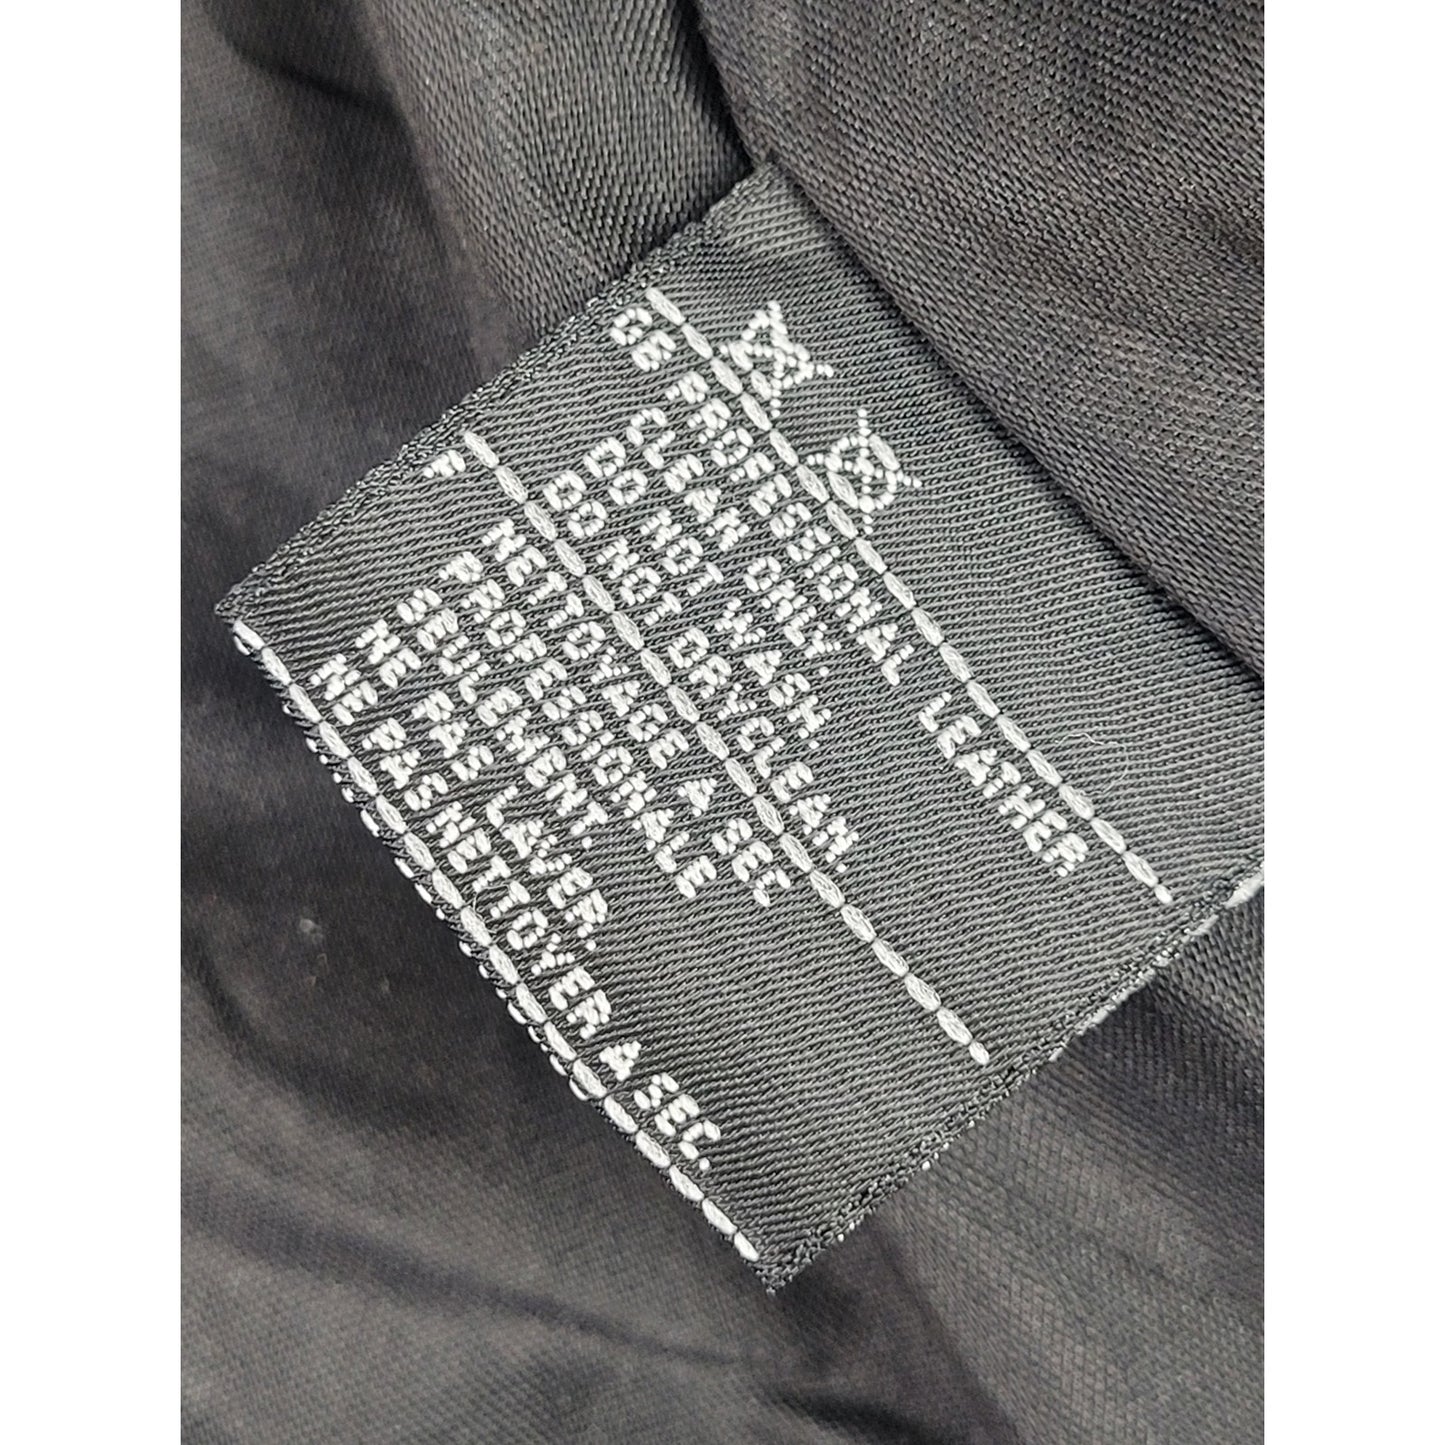 GB PROFESSIONAL LEATHER
CLEAN ONLY.
DO NOT WASH.
DO NOT DRYCLEAN.
F NETTOYAGE A SEC
PROFESSIONALE
SEULEMENT.
NE PAS LAVER.
NE PAS NETTOYER A SEC.